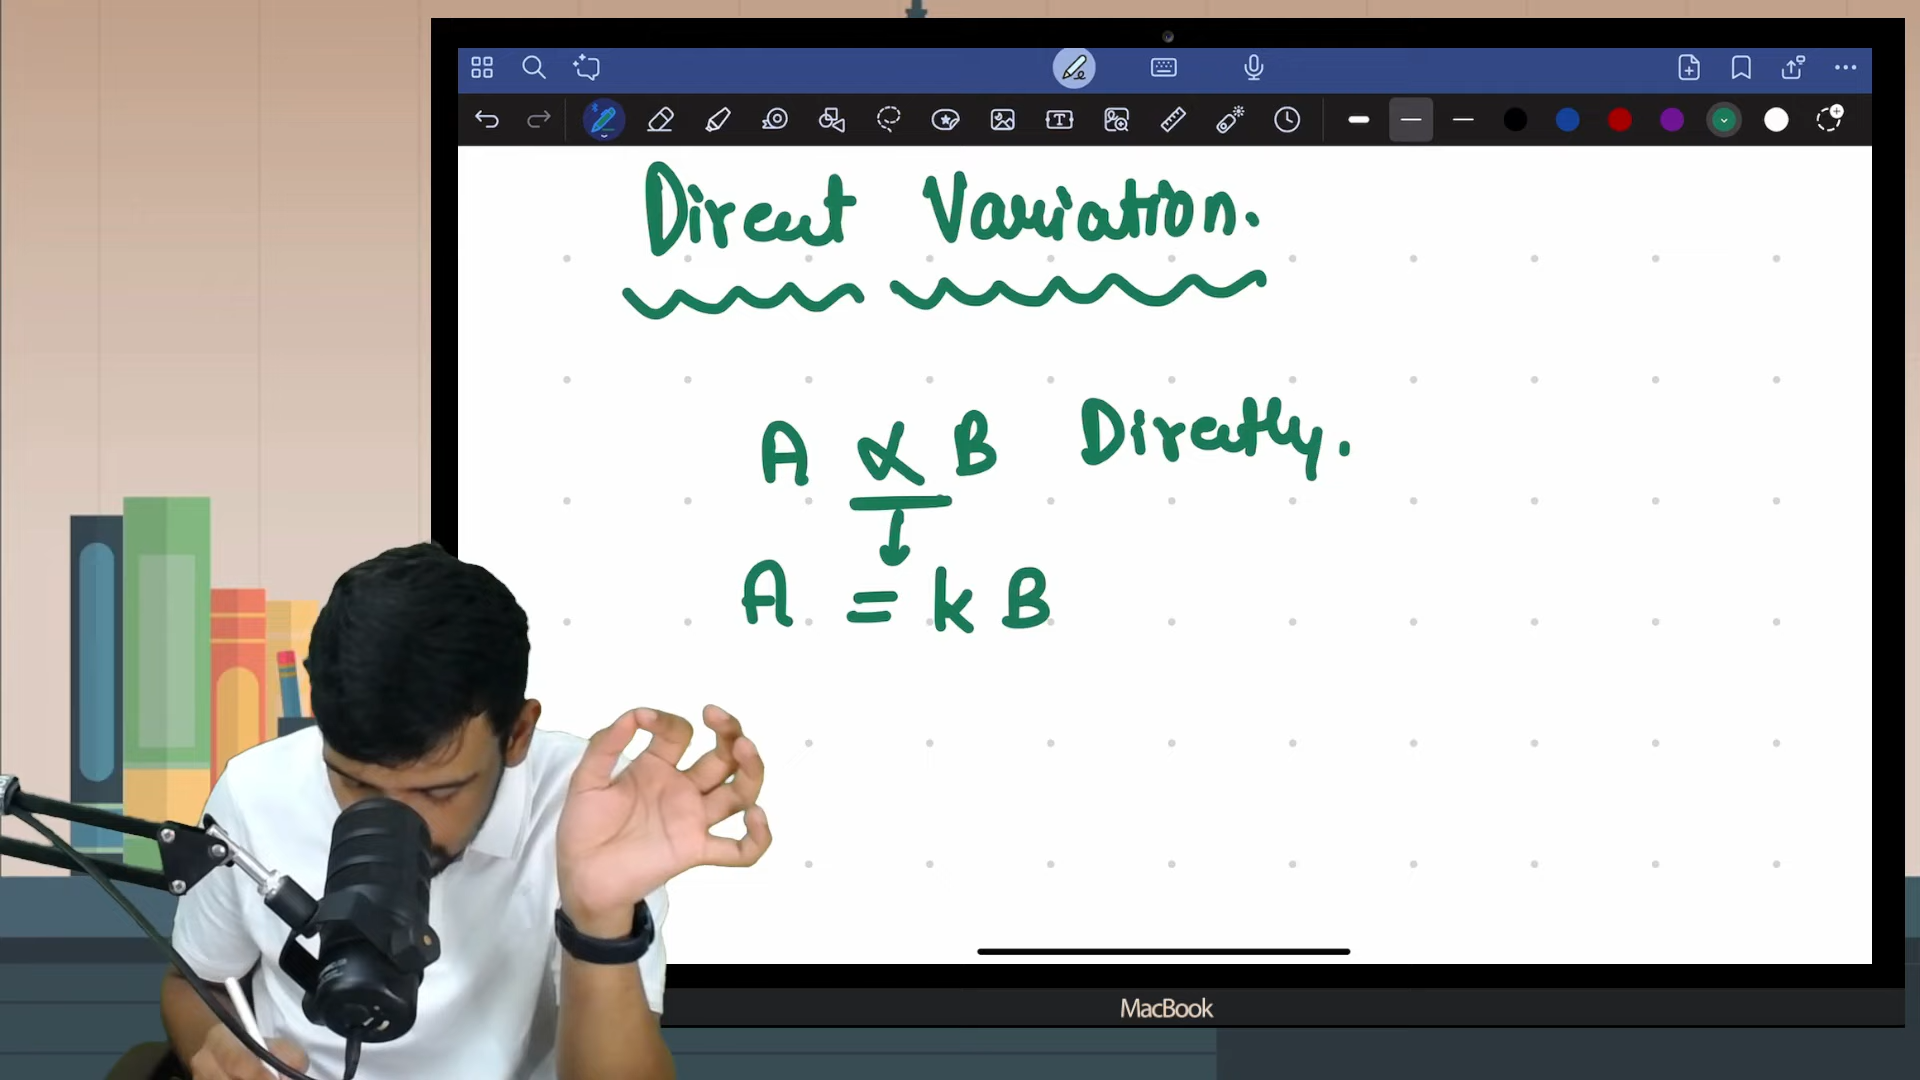 Direct Variation.
A ∝ B Directly.
A = k B
MacBook